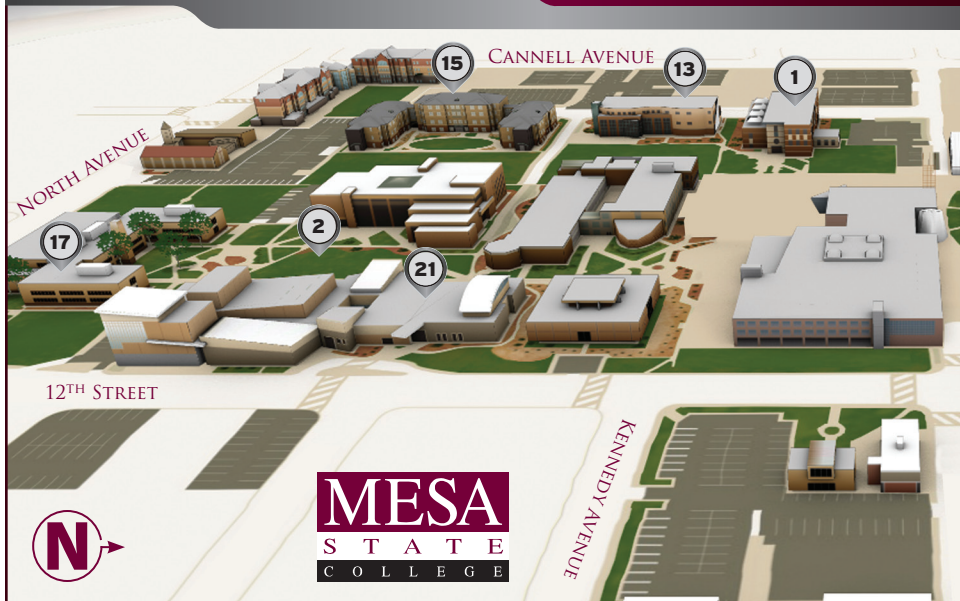 CANNELL AVENUE
15
13
1
NORTH AVENUE
2
17
21
12TH STREET
KENNEDY AVENUE
N
MESA
STATE
COLLEGE